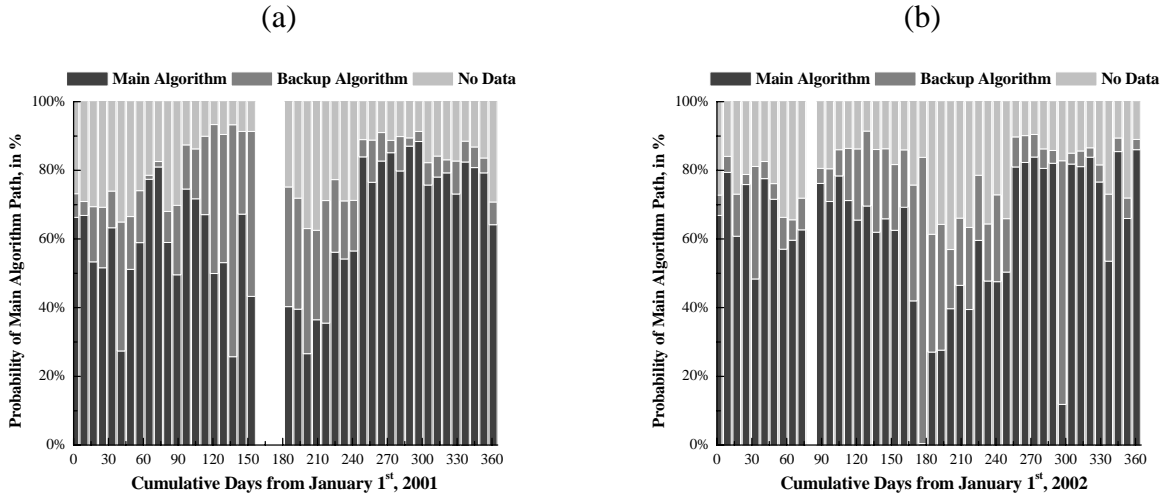 (a)
Main Algorithm Backup Algorithm No Data
100%
80%
60%
40%
20%
0%
Probability of Main Algorithm Path, in %
0 30 60 90 120 150 180 210 240 270 300 330 360
Cumulative Days from January 1st, 2001
(b)
Main Algorithm Backup Algorithm No Data
100%
80%
60%
40%
20%
0%
Probability of Main Algorithm Path, in %
0 30 60 90 120 150 180 210 240 270 300 330 360
Cumulative Days from January 1st, 2002